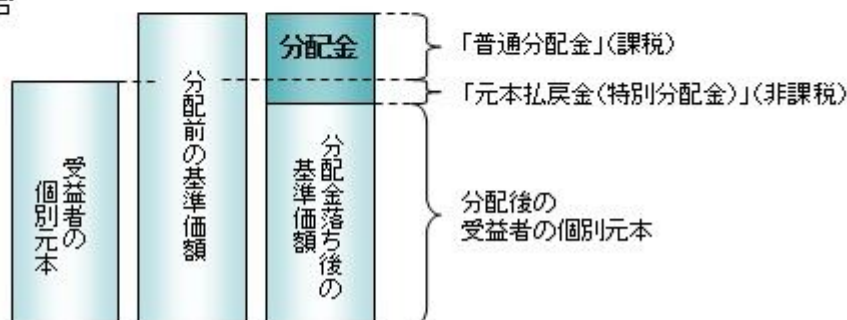 受益者の
個別元本
分配前の基準価額
分配金
分配金落ち後の
基準価額
「普通分配金」(課税)
「元本払戻金(特別分配金)」(非課税)
分配後の
受益者の個別元本